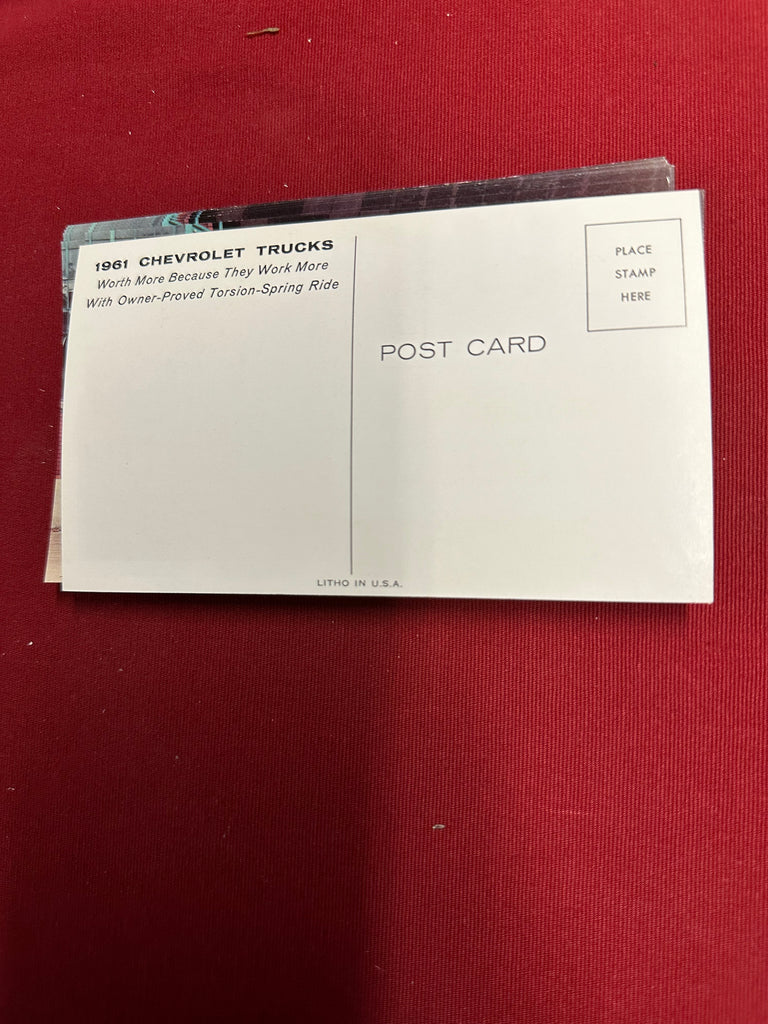 1961 CHEVROLET TRUCKS
Worth More Because They Work More
With Owner-Proved Torsion-Spring Ride
PLACE
STAMP
HERE
POST CARD
LITHO IN U.S.A.